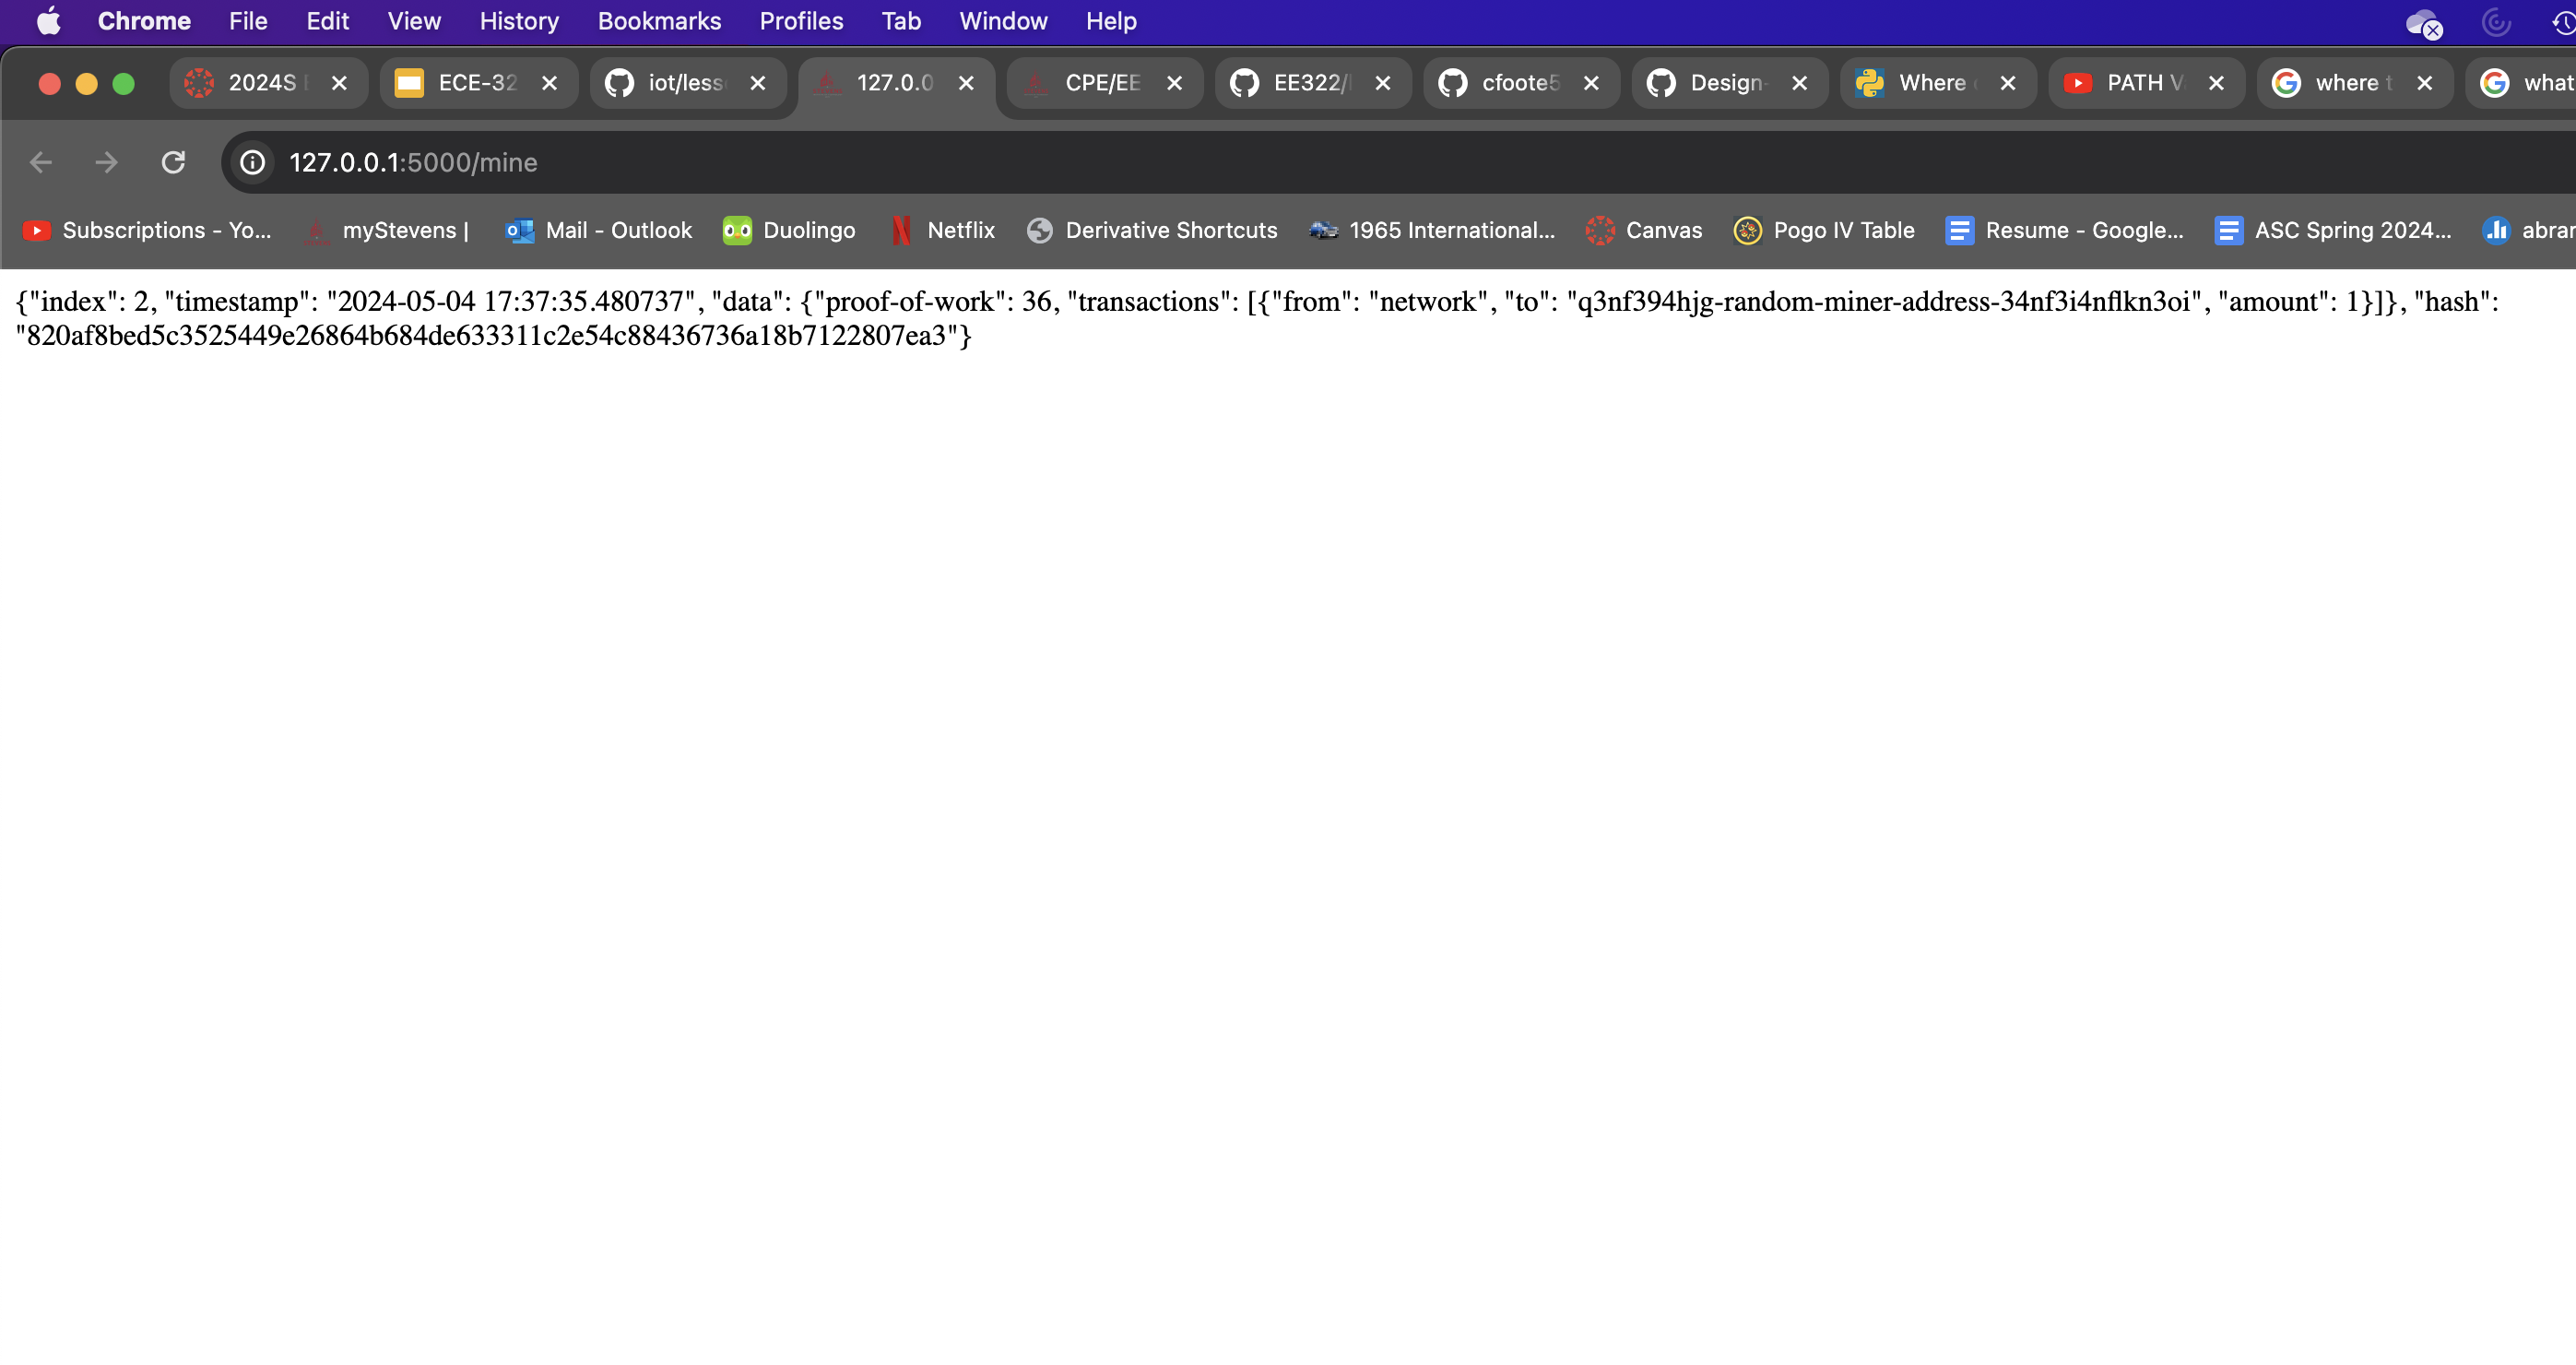 Chrome File Edit View History Bookmarks Profiles Tab Window Help
2024S ECE-32 iot/less 127.0.0 CPE/EE EE322/ cfoote5 Design- Where PATH V where t what
127.0.0.1:5000/mine
Subscriptions - Yo... myStevens | Mail - Outlook Duolingo Netflix Derivative Shortcuts 1965 International... Canvas Pogo IV Table Resume - Google... ASC Spring 2024... abrar
{"index": 2, "timestamp": "2024-05-04 17:37:35.480737", "data": {"proof-of-work": 36, "transactions": [{"from": "network", "to": "q3nf394hjg-random-miner-address-34nf3i4nflkn3oi", "amount": 1}]}, "hash":
"820af8bed5c3525449e26864b684de633311c2e54c88436736a18b7122807ea3"}